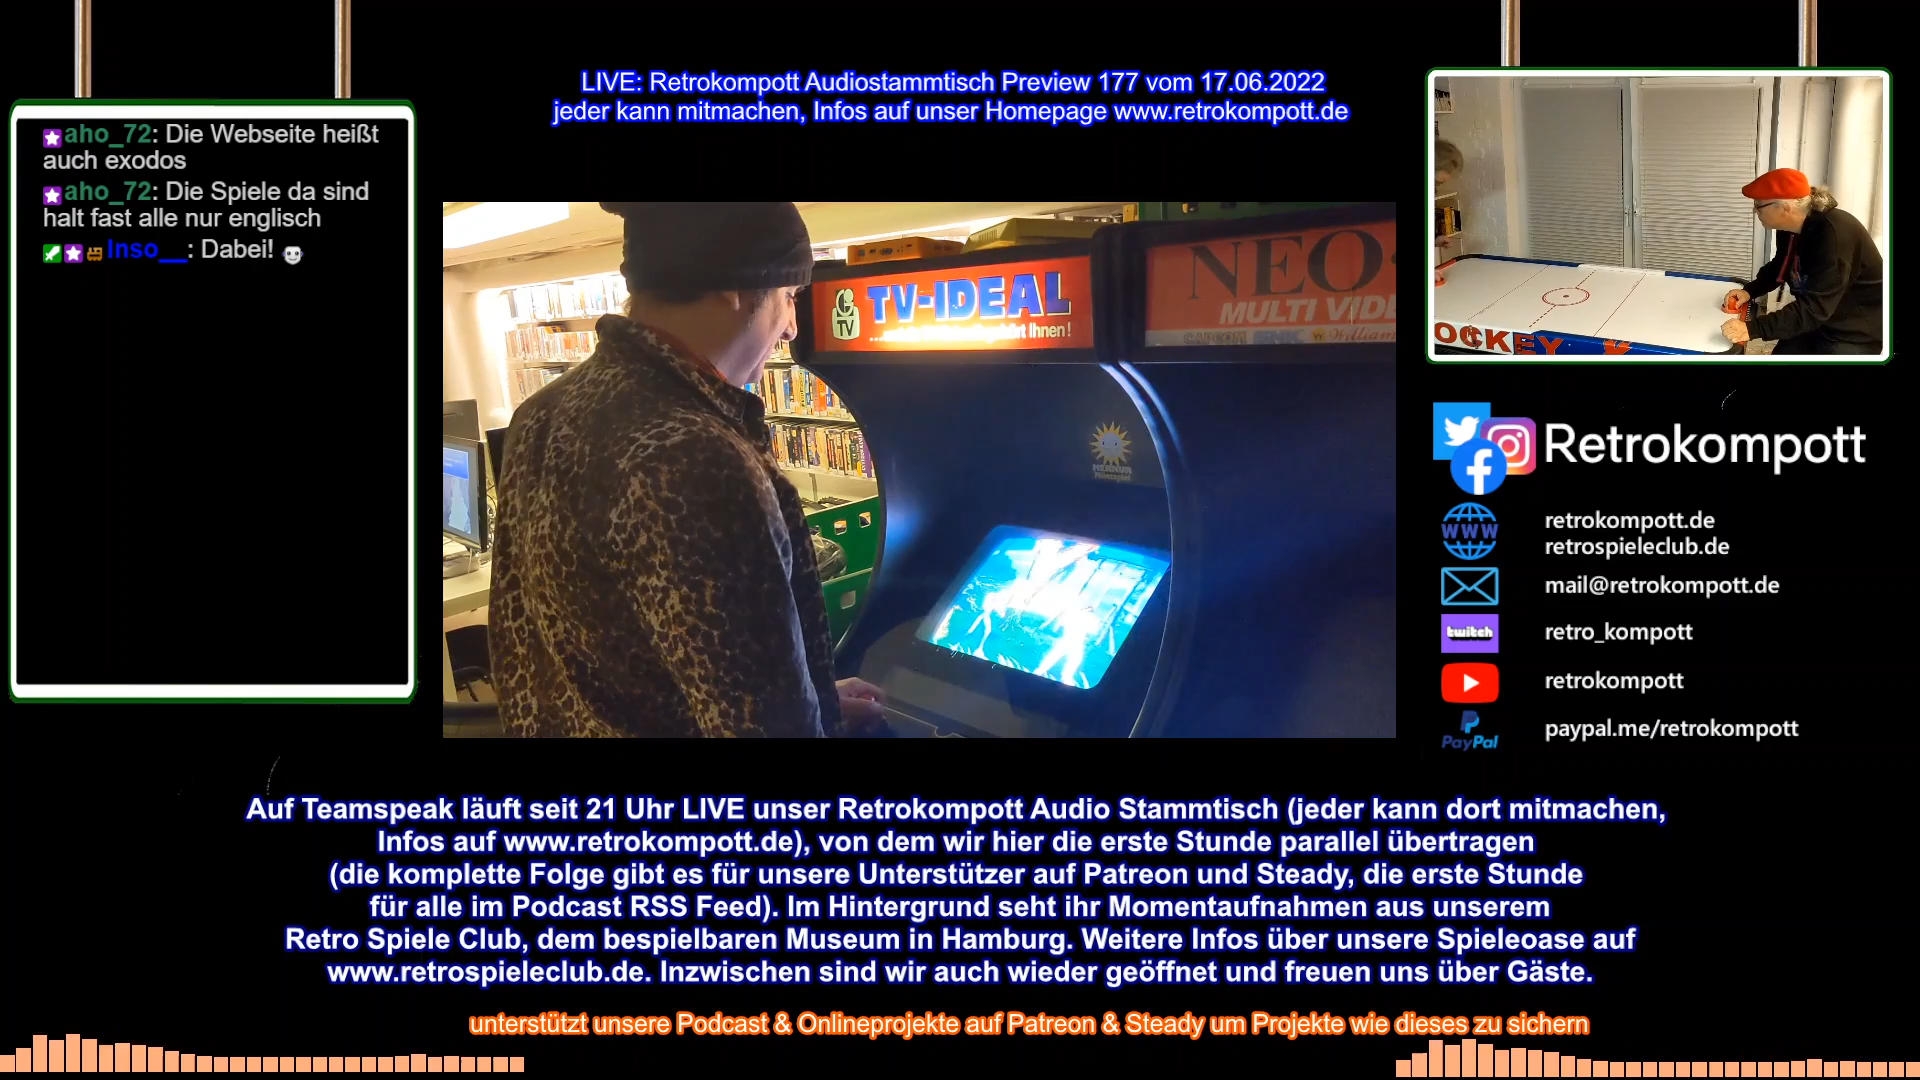 LIVE: Retrokompott Audiostammtisch Preview 177 vom 17.06.2022
jeder kann mitmachen, Infos auf unser Homepage www.retrokompott.de
aho_72: Die Webseite heißt
auch exodos
aho_72: Die Spiele da sind
halt fast alle nur englisch
Inso__: Dabei!
TV
TV-IDEAL
Ihnen!
NEO
MULTI VIDE
CAPCOM
William
MERKUR
OCKEY
Retrokompott
WWW
retrokompott.de
retrospieleclub.de
mail@retrokompott.de
twitch
retro_kompott
retrokompott
PayPal
paypal.me/retrokompott
Auf Teamspeak läuft seit 21 Uhr LIVE unser Retrokompott Audio Stammtisch (jeder kann dort mitmachen,
Infos auf www.retrokompott.de), von dem wir hier die erste Stunde parallel übertragen
(die komplette Folge gibt es für unsere Unterstützer auf Patreon und Steady, die erste Stunde
für alle im Podcast RSS Feed). Im Hintergrund seht ihr Momentaufnahmen aus unserem
Retro Spiele Club, dem bespielbaren Museum in Hamburg. Weitere Infos über unsere Spieleoase auf
www.retrospieleclub.de. Inzwischen sind wir auch wieder geöffnet und freuen uns über Gäste.
unterstützt unsere Podcast & Onlineprojekte auf Patreon & Steady um Projekte wie dieses zu sichern